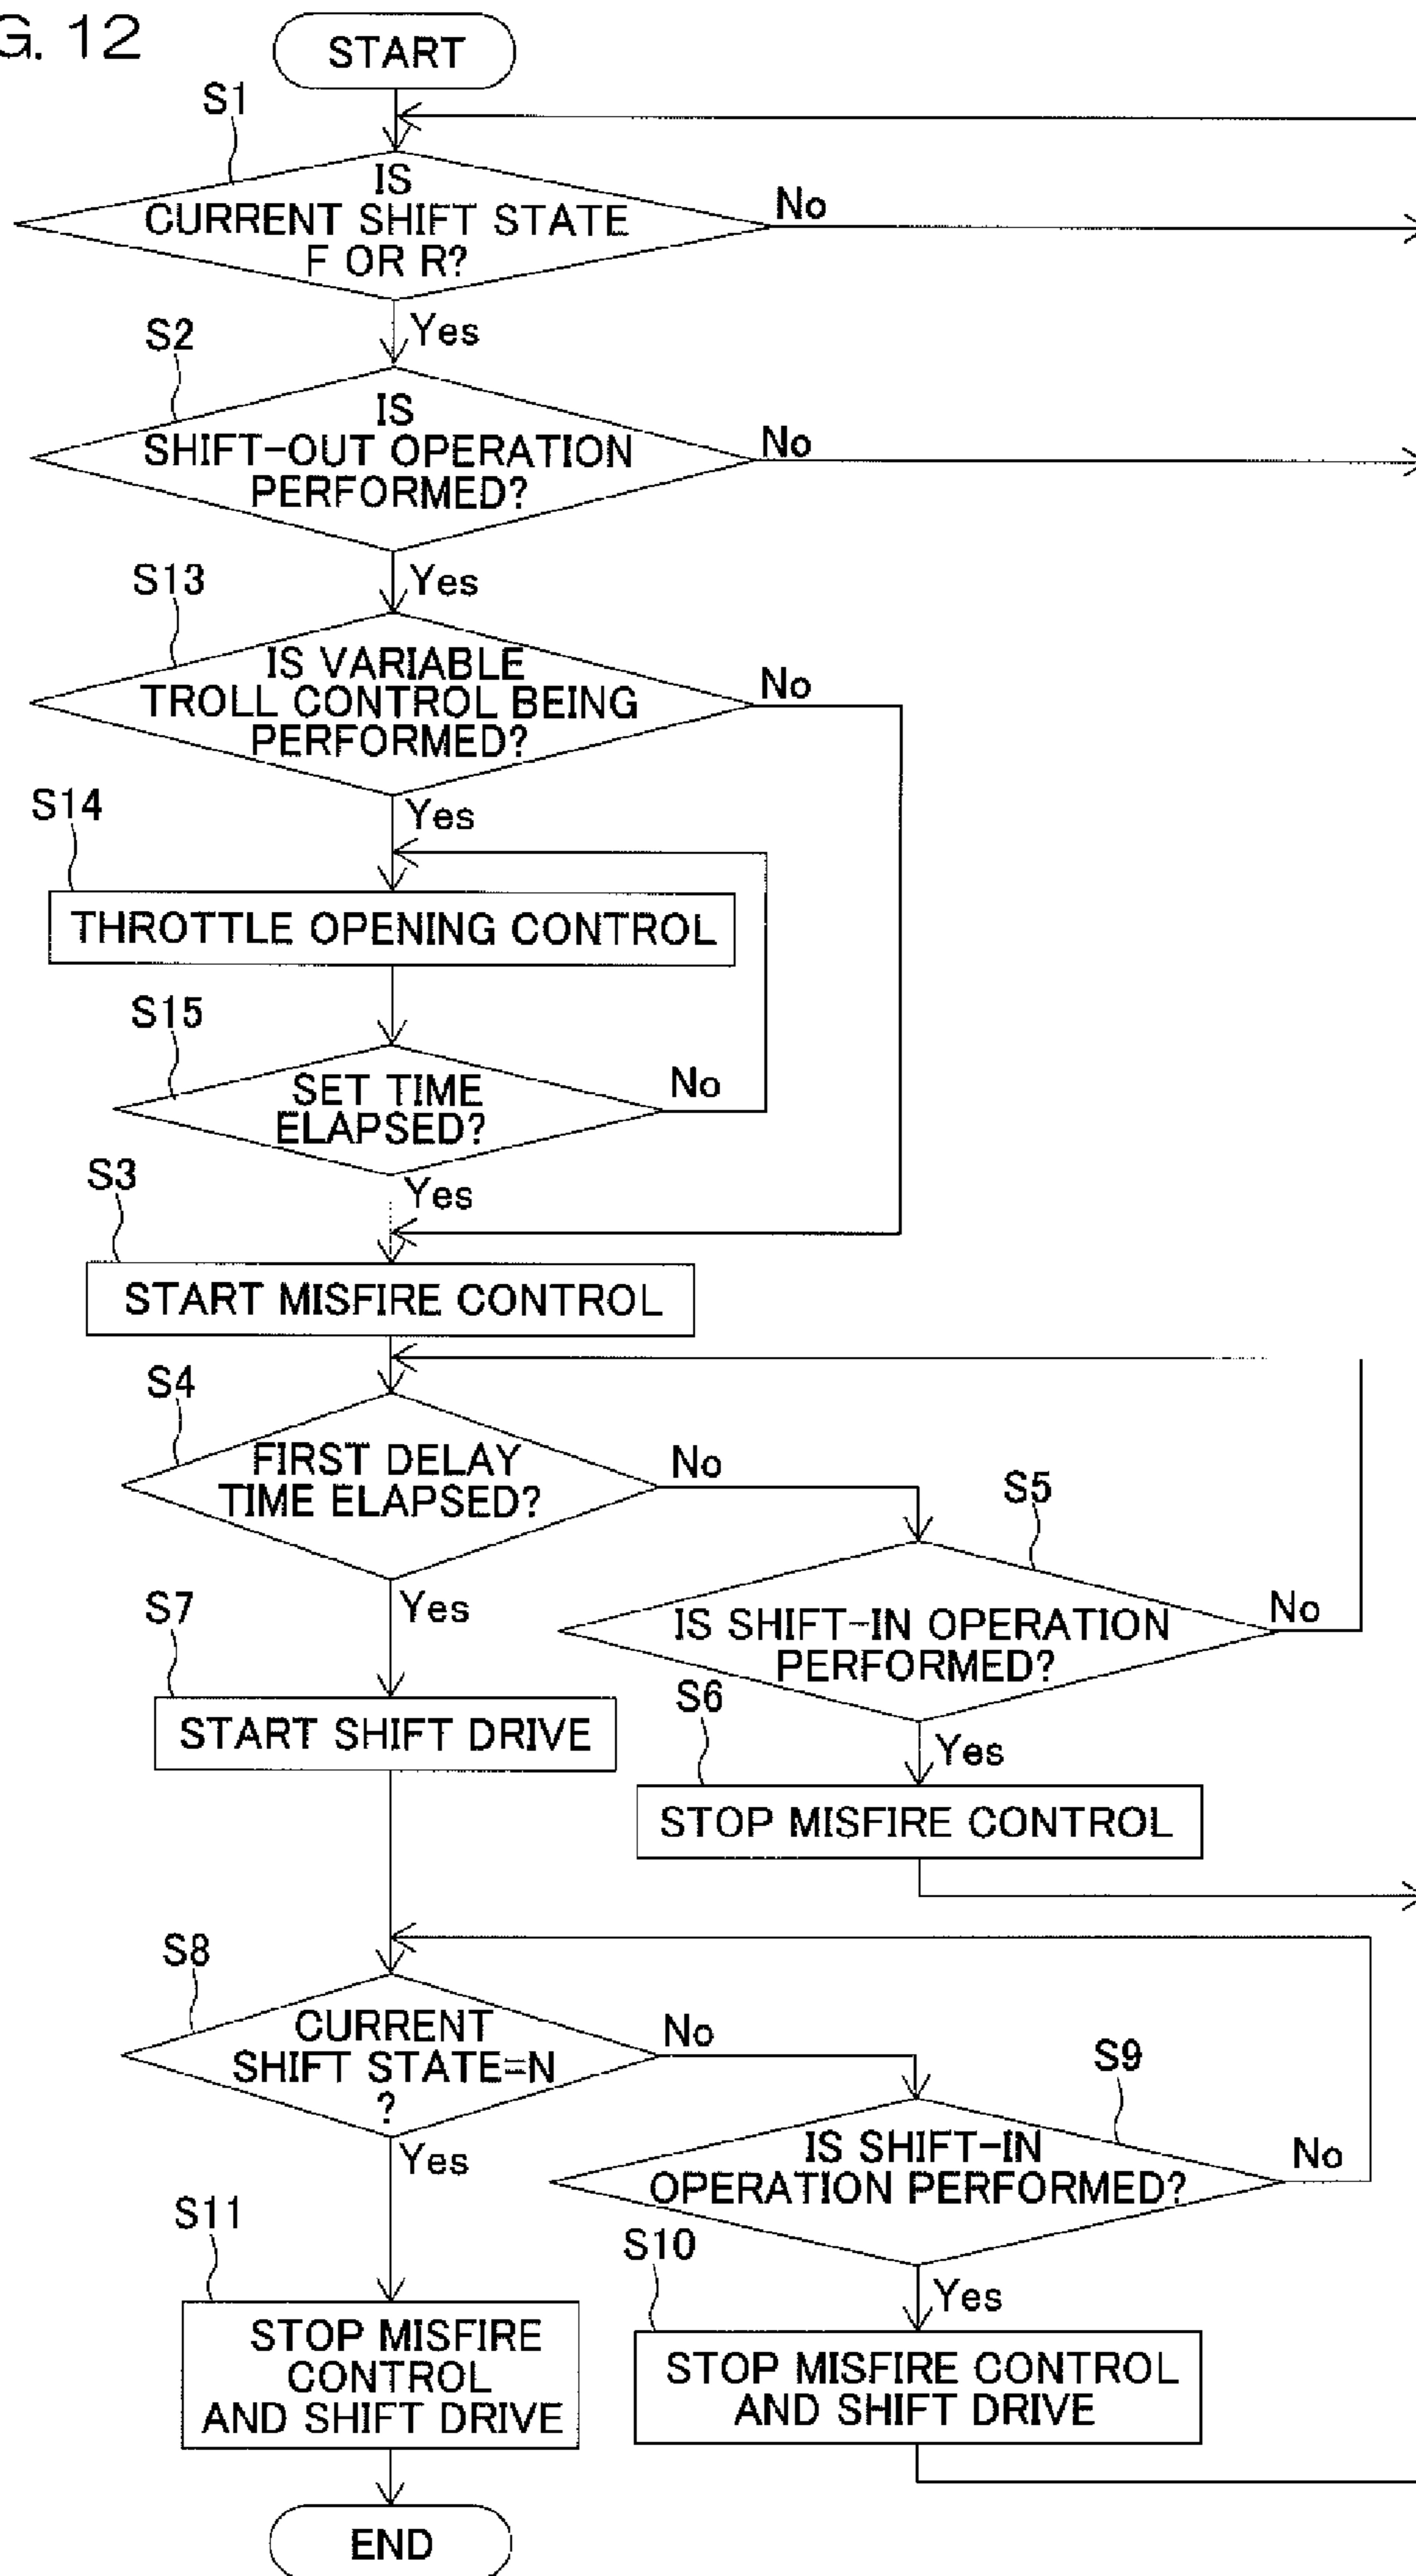 G. 12
START
S1
IS
CURRENT SHIFT STATE
F OR R?
No
Yes
S2
IS
SHIFT-OUT OPERATION
PERFORMED?
No
Yes
S13
IS VARIABLE
TROLL CONTROL BEING
PERFORMED?
No
Yes
S14
THROTTLE OPENING CONTROL
S15
SET TIME
ELAPSED?
No
Yes
S3
START MISFIRE CONTROL
S4
FIRST DELAY
TIME ELAPSED?
No
Yes
S5
IS SHIFT-IN OPERATION
PERFORMED?
No
Yes
S6
STOP MISFIRE CONTROL
S7
START SHIFT DRIVE
S8
CURRENT
SHIFT STATE=N
?
No
Yes
S9
IS SHIFT-IN
OPERATION PERFORMED?
No
Yes
S10
STOP MISFIRE CONTROL
AND SHIFT DRIVE
S11
STOP MISFIRE
CONTROL
AND SHIFT DRIVE
END